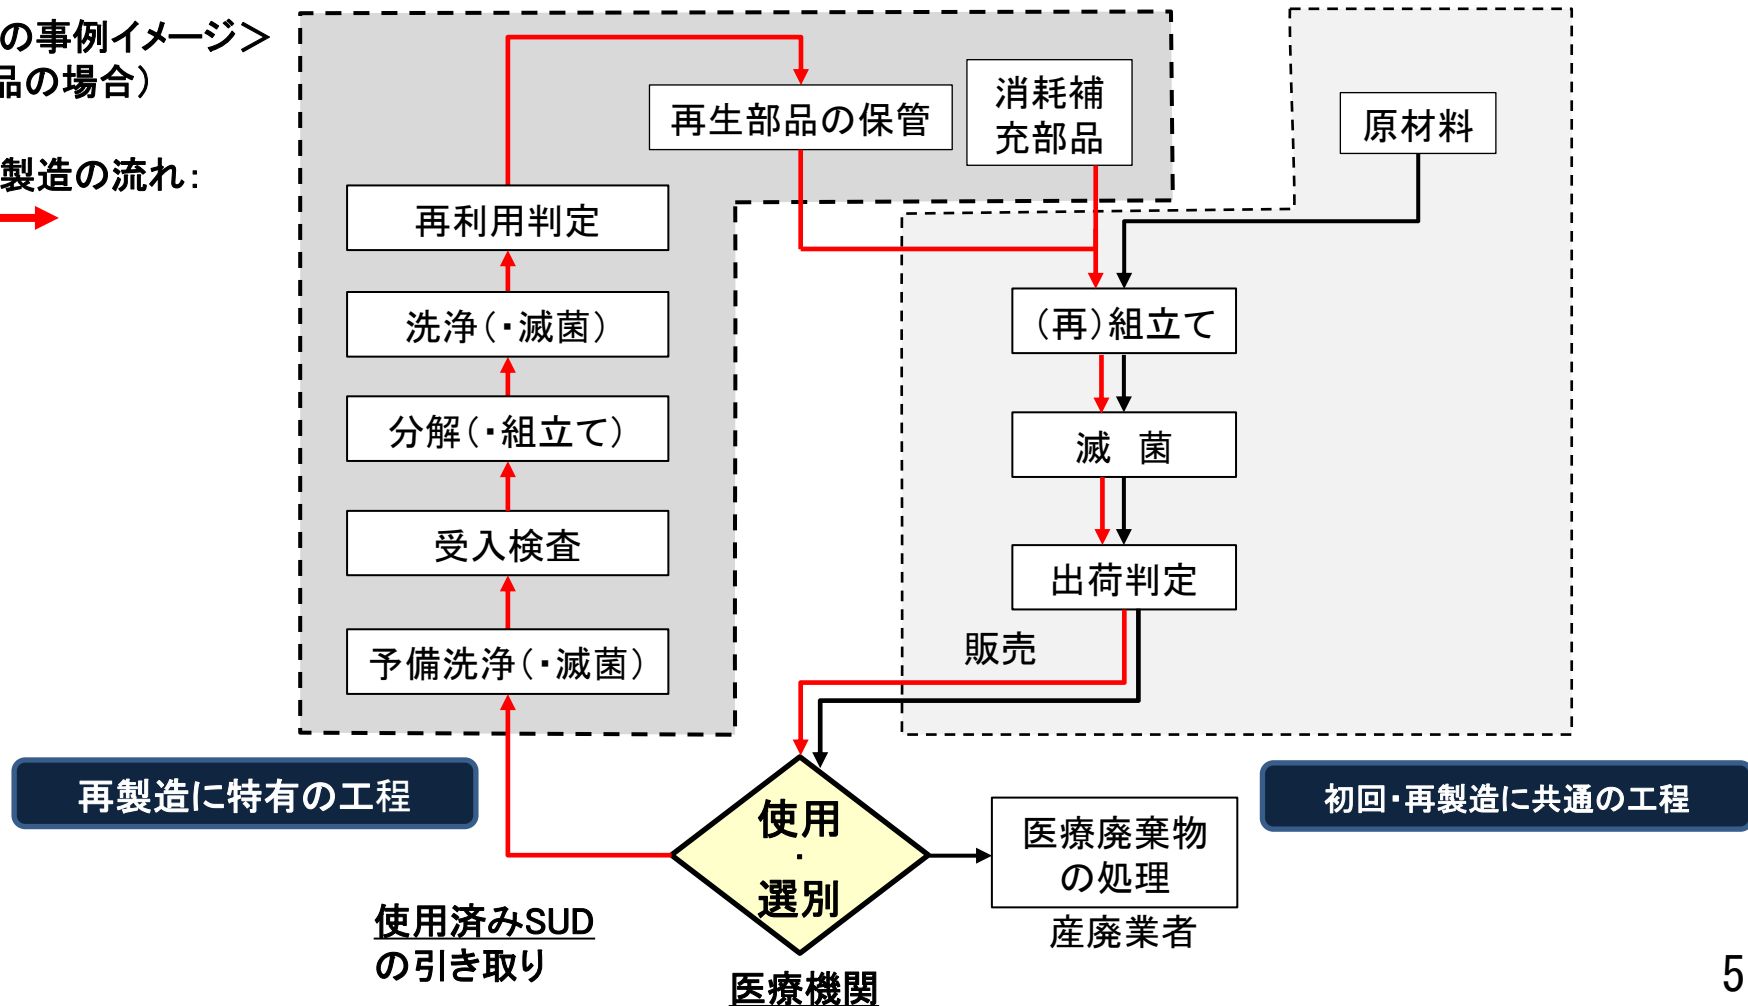 の事例イメージ＞
品の場合）
製造の流れ：
再生部品の保管
消耗補
充部品
原材料
再利用判定
洗浄（・滅菌）
分解（・組立て）
受入検査
予備洗浄（・滅菌）
（再）組立て
滅　菌
出荷判定
販売
再製造に特有の工程
初回・再製造に共通の工程
使用
・
選別
医療廃棄物
の処理
産廃業者
使用済みSUD
の引き取り
医療機関
5